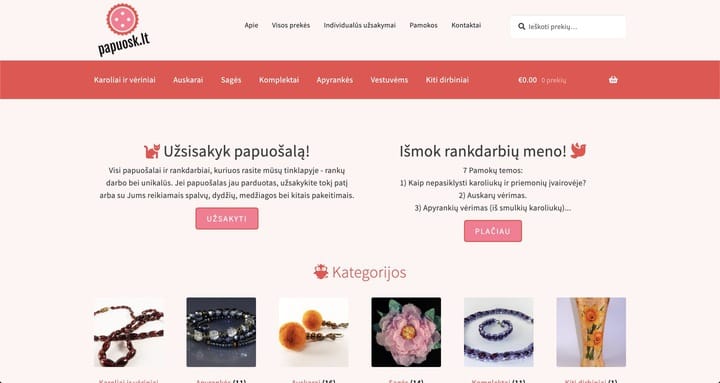 papuosk.lt
Apie Visos prekės Individualūs užsakymai Pamokos Kontaktai
Ieškoti prekių…
Karoliai ir vėriniai Auskarai Sagės Komplektai Apyrankės Vestuvėms Kiti dirbiniai €0.00 0 prekių
Užsisakyk papuošalą!
Visi papuošalai ir rankdarbiai, kuriuos rasite mūsų tinklapyje - rankų
darbo bei unikalūs. Jei papuošalas jau parduotas, užsakykite tokį patį
arba su Jums reikiamais spalvų, dydžių, medžiagos bei kitais pakeitimais.
UŽSAKYTI
Išmok rankdarbių meno!
7 Pamokų temos:
1) Kaip nepasiklysti karoliukų ir priemonių įvairovėje?
2) Auskarų vėrimas.
3) Apyrankių vėrimas (iš smulkių karoliukų)...
PLAČIAU
Kategorijos
Karoliai ir vėriniai Apyrankės (11) Auskarai (16) Sagės (14) Komplektai (11) Kiti dirbiniai (1)